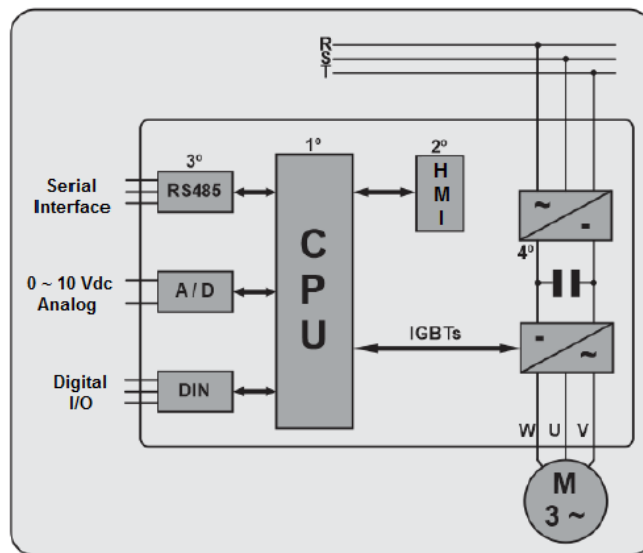 R
S
T
1º
2º
3º
RS485
H
M
I
Serial
Interface
C
P
U
~
-
4º
0 ~ 10 Vdc
Analog
A / D
IGBTs
-
~
Digital
I/O
DIN
W U V
M
3 ~